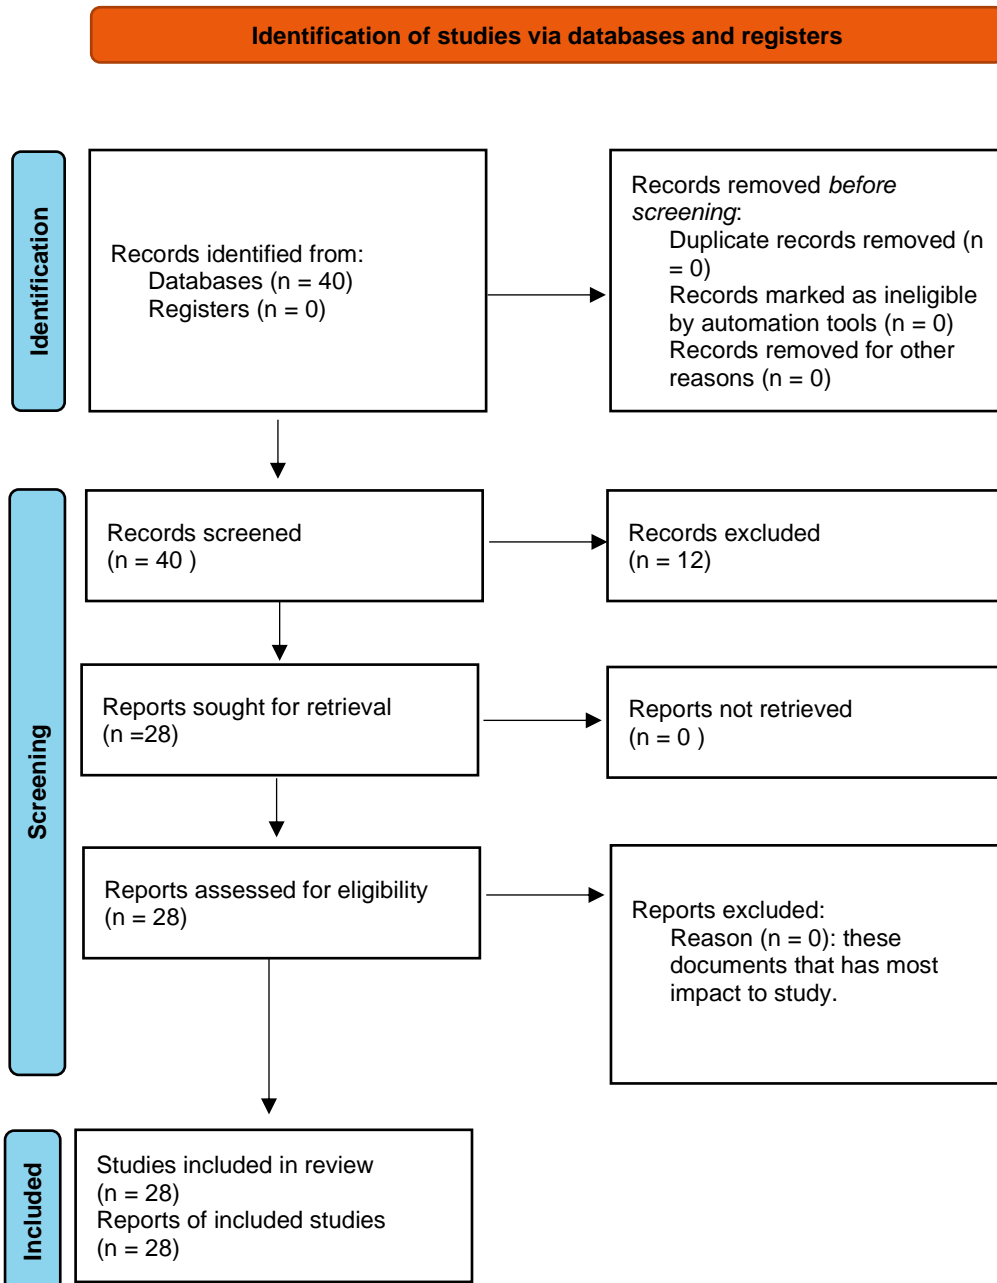 Identification of studies via databases and registers
Identification
Records identified from:
Databases (n = 40)
Registers (n = 0)
Records removed before
screening:
Duplicate records removed (n
= 0)
Records marked as ineligible
by automation tools (n = 0)
Records removed for other
reasons (n = 0)
Screening
Records screened
(n = 40 )
Records excluded
(n = 12)
Reports sought for retrieval
(n =28)
Reports not retrieved
(n = 0 )
Reports assessed for eligibility
(n = 28)
Reports excluded:
Reason (n = 0): these
documents that has most
impact to study.
Included
Studies included in review
(n = 28)
Reports of included studies
(n = 28)